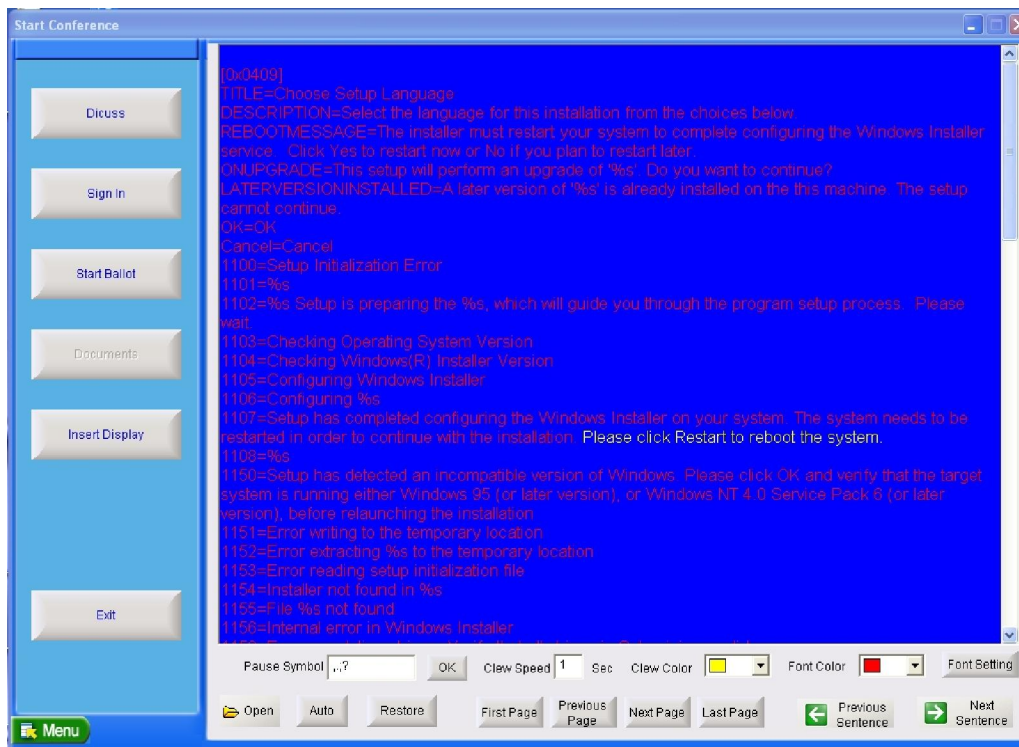 Start Conference
Dicuss
Sign In
Start Ballot
Documents
Insert Display
Exit
Menu
[0x0409]
TITLE=Choose Setup Language
DESCRIPTION=Select the language for this installation from the choices below.
REBOOTMESSAGE=The installer must restart your system to complete configuring the Windows Installer
service. Click Yes to restart now or No if you plan to restart later.
ONUPGRADE=This setup will perform an upgrade of '%s'. Do you want to continue?
LATERVERSIONINSTALLED=A later version of '%s' is already installed on the this machine. The setup
cannot continue.
OK=OK
Cancel=Cancel
1100=Setup Initialization Error
1101=%s
1102=%s Setup is preparing the %s, which will guide you through the program setup process. Please
wait.
1103=Checking Operating System Version
1104=Checking Windows(R) Installer Version
1105=Configuring Windows Installer
1106=Configuring %s
1107=Setup has completed configuring the Windows Installer on your system. The system needs to be
restarted in order to continue with the installation. Please click Restart to reboot the system.
1108=%s
1150=Setup has detected an incompatible version of Windows. Please click OK and verify that the target
system is running either Windows 95 (or later version), or Windows NT 4.0 Service Pack 6 (or later
version), before relaunching the installation
1151=Error writing to the temporary location
1152=Error extracting %s to the temporary location
1153=Error reading setup initialization file
1154=Installer not found in %s
1155=File %s not found
1156=Internal error in Windows Installer
Pause Symbol .,;? OK Clew Speed 1 Sec Clew Color Font Color Font Setting
Open Auto Restore First Page Previous Page Next Page Last Page Previous Sentence Next Sentence